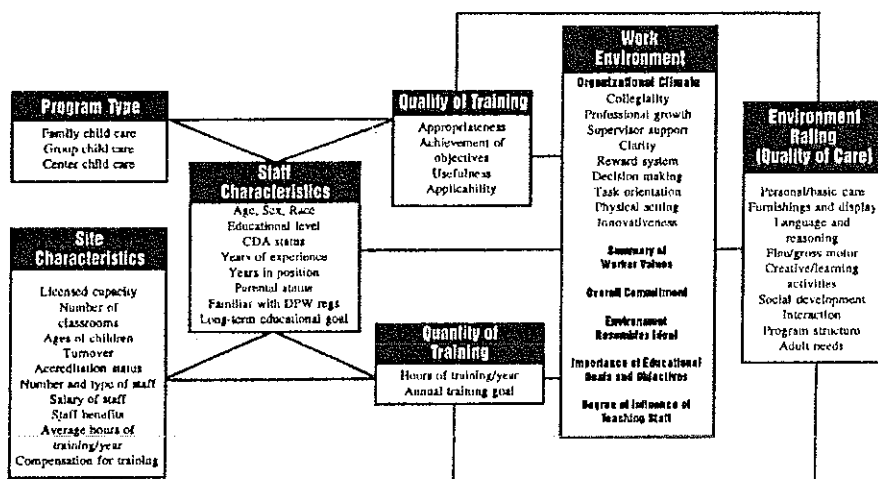 Program Type
Family child care
Group child care
Center child care
Site
Characteristics
Licensed capacity
Number of
classrooms
Ages of children
Turnover
Accreditation status
Number and type of staff
Salary of staff
Staff benefits
Average hours of
training/year
Compensation for training
Staff
Characteristics
Age, Sex, Race
Educational level
CDA status
Years of experience
Years in position
Parental status
Familiar with DPW regs
Long-term educational goal
Quality of Training
Appropriateness
Achievement of
objectives
Usefulness
Applicability
Quantity of
Training
Hours of training/year
Annual training goal
Work
Environment
Organizational Climate
Collegiality
Professional growth
Supervisor support
Clarity
Reward system
Decision making
Task orientation
Physical setting
Innovativeness
Summary of
Worker Values
Overall Commitment
Environment
Resembles Ideal
Importance of Educational
Goals and Objectives
Degree of Influence of
Teaching Staff
Environment
Rating
(Quality of Care)
Personal/basic care
Furnishings and display
Language and
reasoning
Fine/gross motor
Creative/learning
activities
Social development
Interaction
Program structure
Adult needs